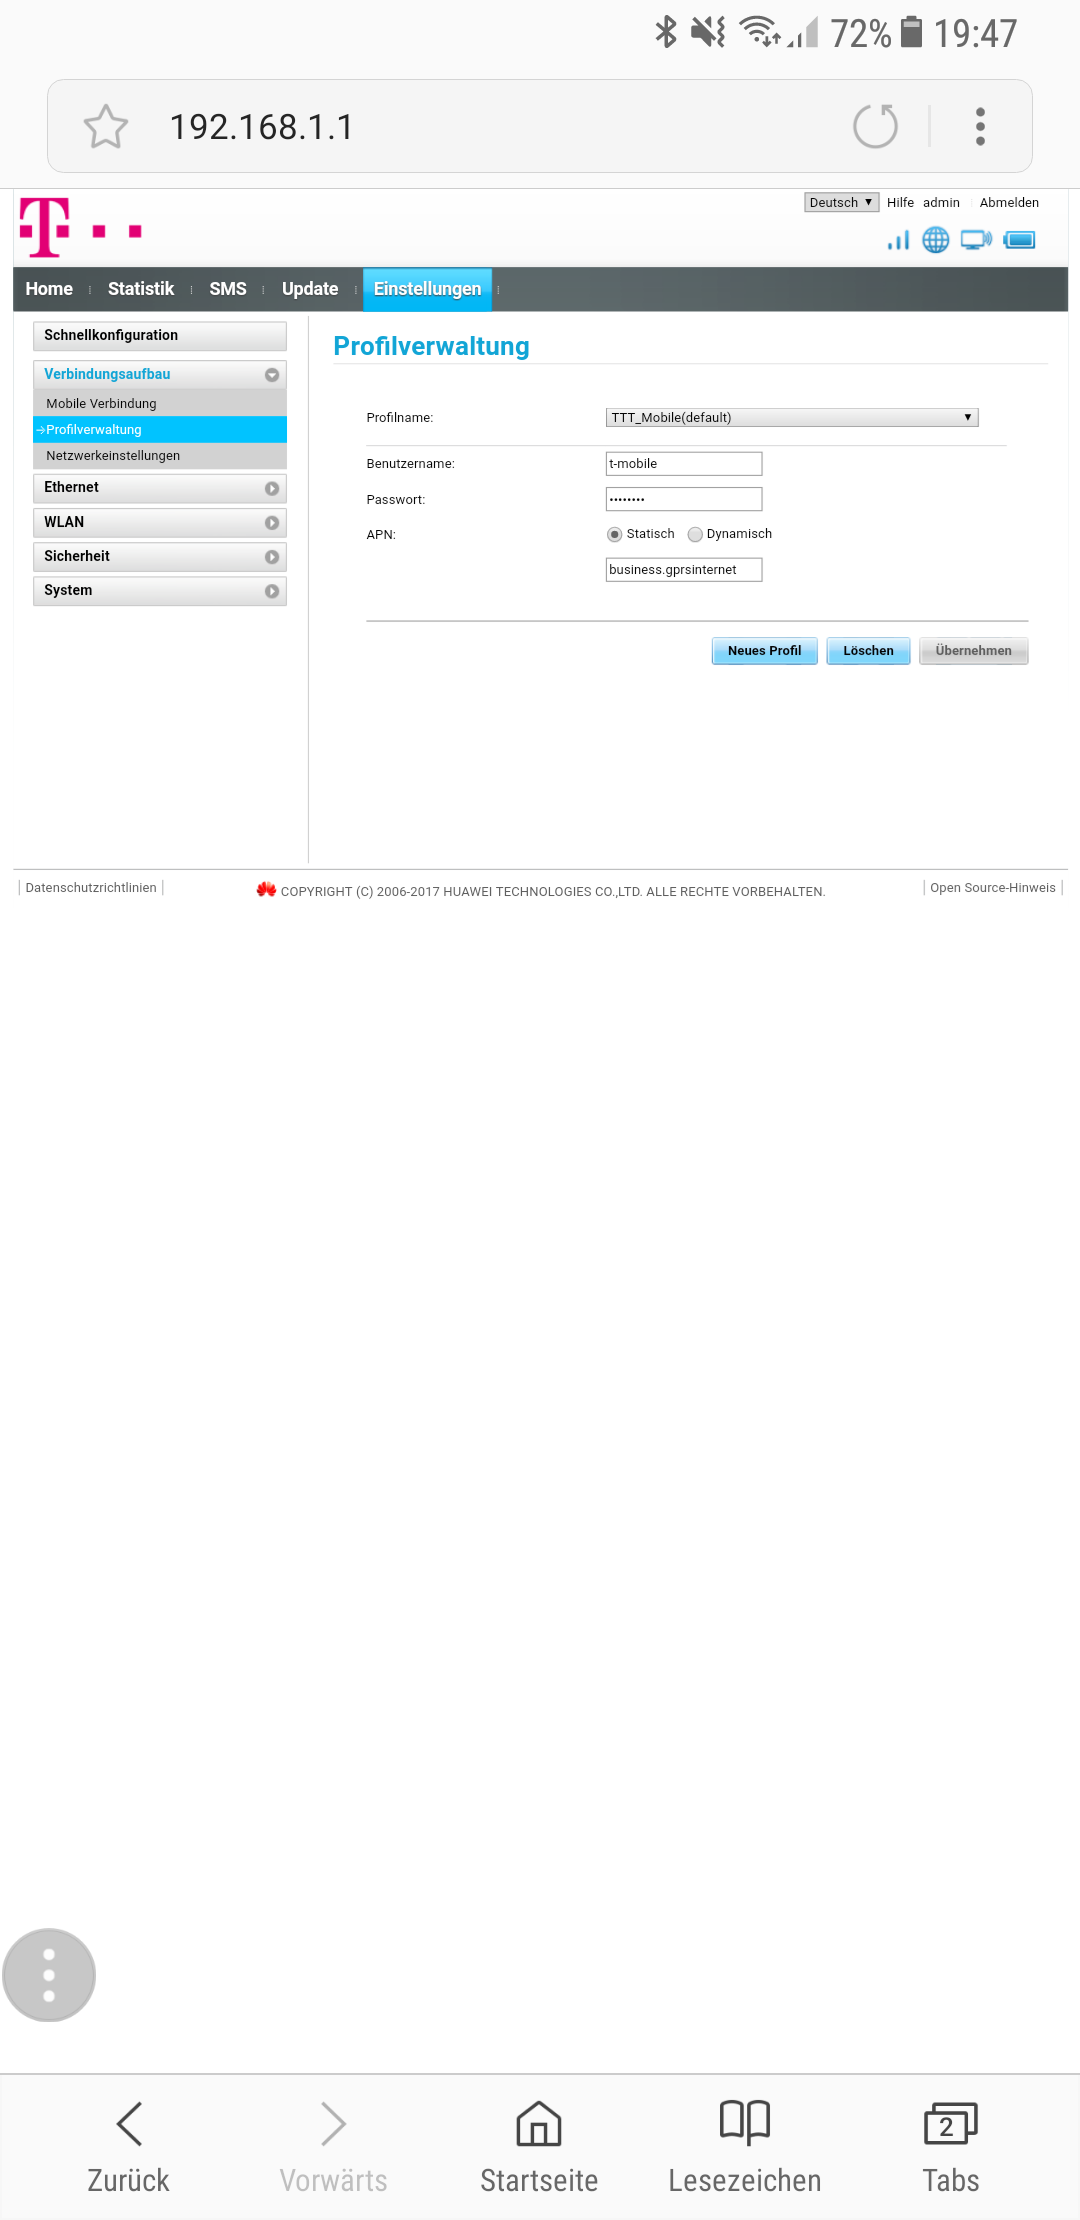 72% 19:47
192.168.1.1
Deutsch ▼ Hilfe admin Abmelden
T
Home Statistik SMS Update Einstellungen
Schnellkonfiguration
Verbindungsaufbau
Mobile Verbindung
→Profilverwaltung
Netzwerkeinstellungen
Ethernet
WLAN
Sicherheit
System
Profilverwaltung
Profilname: TTT_Mobile(default) ▼
Benutzername: t-mobile
Passwort: ••••••••
APN: Statisch Dynamisch
business.gprsinternet
Neues Profil Löschen Übernehmen
Datenschutzrichtlinien COPYRIGHT (C) 2006-2017 HUAWEI TECHNOLOGIES CO.,LTD. ALLE RECHTE VORBEHALTEN. Open Source-Hinweis
2
Zurück Vorwärts Startseite Lesezeichen Tabs